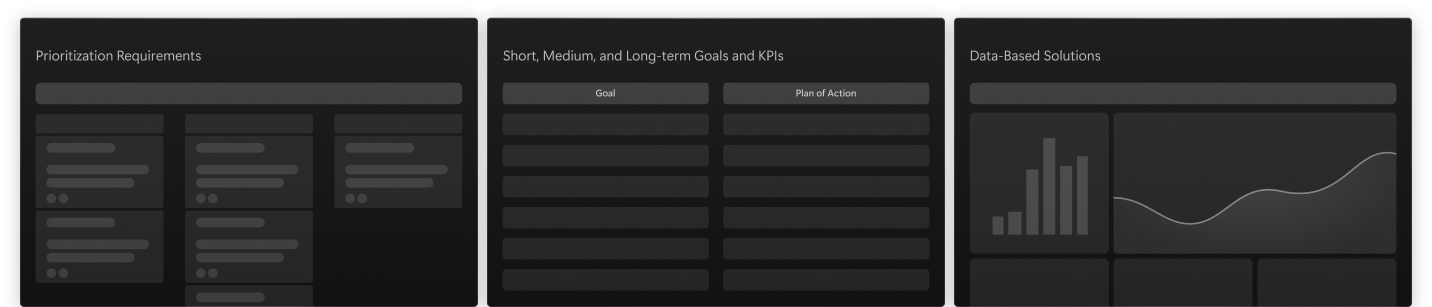 Prioritization Requirements
Short, Medium, and Long-term Goals and KPIs
Goal
Plan of Action
Data-Based Solutions